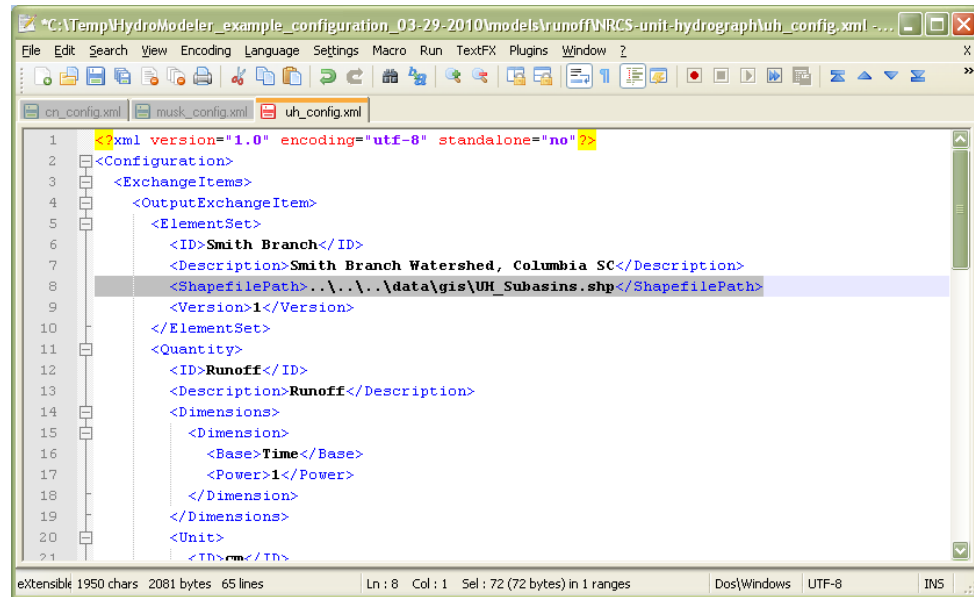 *C:\Temp\HydroModeler_example_configuration_03-29-2010\models\runoff\NRCS-unit-hydrograph\uh_config.xml -...
File Edit Search View Encoding Language Settings Macro Run TextFX Plugins Window ? X
cn_config.xml musk_config.xml uh_config.xml
1 <?xml version="1.0" encoding="utf-8" standalone="no"?>
2 <Configuration>
3 <ExchangeItems>
4 <OutputExchangeItem>
5 <ElementSet>
6 <ID>Smith Branch</ID>
7 <Description>Smith Branch Watershed, Columbia SC</Description>
8 <ShapefilePath>..\..\..\data\gis\UH_Subasins.shp</ShapefilePath>
9 <Version>1</Version>
10 </ElementSet>
11 <Quantity>
12 <ID>Runoff</ID>
13 <Description>Runoff</Description>
14 <Dimensions>
15 <Dimension>
16 <Base>Time</Base>
17 <Power>1</Power>
18 </Dimension>
19 </Dimensions>
20 <Unit>
21 <ID>cm</ID>
eXtensible 1950 chars 2081 bytes 65 lines Ln : 8 Col : 1 Sel : 72 (72 bytes) in 1 ranges Dos\Windows UTF-8 INS